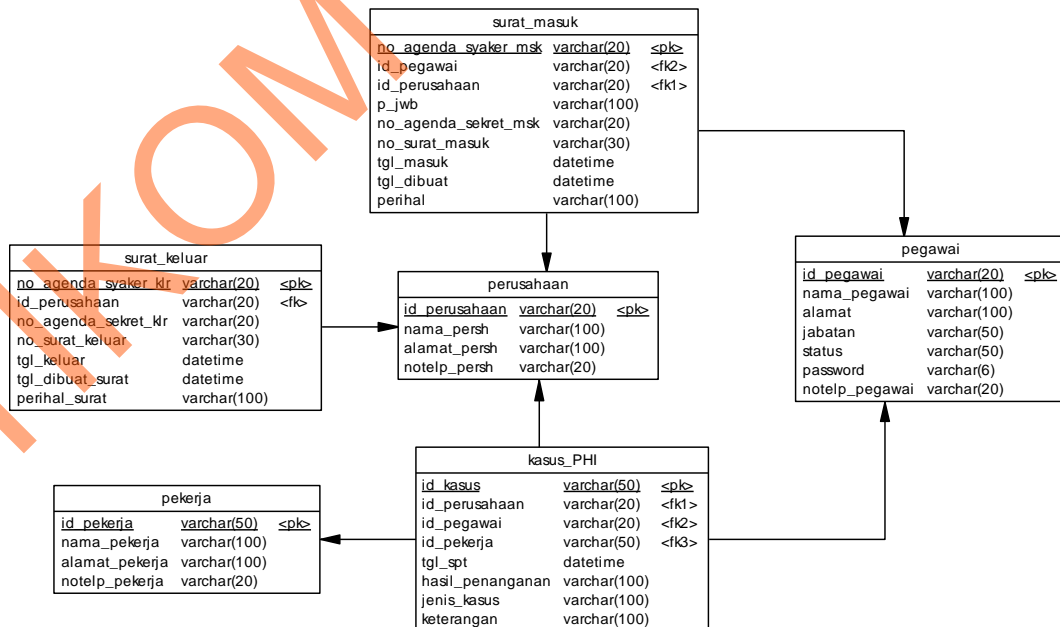 surat_masuk
no_agenda_syaker_msk varchar(20) <pk>
id_pegawai varchar(20) <fk2>
id_perusahaan varchar(20) <fk1>
p_jwb varchar(100)
no_agenda_sekret_msk varchar(20)
no_surat_masuk varchar(30)
tgl_masuk datetime
tgl_dibuat datetime
perihal varchar(100)
surat_keluar
no_agenda_syaker_klr varchar(20) <pk>
id_perusahaan varchar(20) <fk>
no_agenda_sekret_klr varchar(20)
no_surat_keluar varchar(30)
tgl_keluar datetime
tgl_dibuat_surat datetime
perihal_surat varchar(100)
perusahaan
id_perusahaan varchar(20) <pk>
nama_persh varchar(100)
alamat_persh varchar(100)
notelp_persh varchar(20)
pegawai
id_pegawai varchar(20) <pk>
nama_pegawai varchar(100)
alamat varchar(100)
jabatan varchar(50)
status varchar(50)
password varchar(6)
notelp_pegawai varchar(20)
pekerja
id_pekerja varchar(50) <pk>
nama_pekerja varchar(100)
alamat_pekerja varchar(100)
notelp_pekerja varchar(20)
kasus_PHI
id_kasus varchar(50) <pk>
id_perusahaan varchar(20) <fk1>
id_pegawai varchar(20) <fk2>
id_pekerja varchar(50) <fk3>
tgl_spt datetime
hasil_penanganan varchar(100)
jenis_kasus varchar(100)
keterangan varchar(100)
IKOM